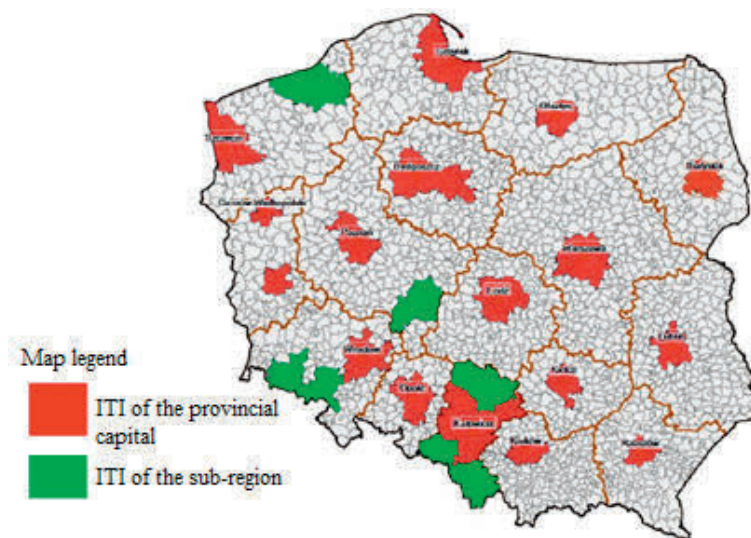 Olsztyn
Szczecin
Bydgoszcz
Białystok
Gorzów Wielkopolski
Poznań
Warszawa
Łódź
Lublin
Wrocław
Opole
Kielce
Katowice
Kraków
Rzeszów
Map legend
ITI of the provincial
capital
ITI of the sub-region